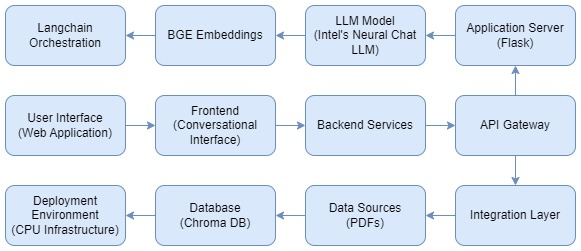 Langchain
Orchestration
BGE Embeddings
LLM Model
(Intel's Neural Chat
LLM)
Application Server
(Flask)
User Interface
(Web Application)
Frontend
(Conversational
Interface)
Backend Services
API Gateway
Deployment
Environment
(CPU Infrastructure)
Database
(Chroma DB)
Data Sources
(PDFs)
Integration Layer